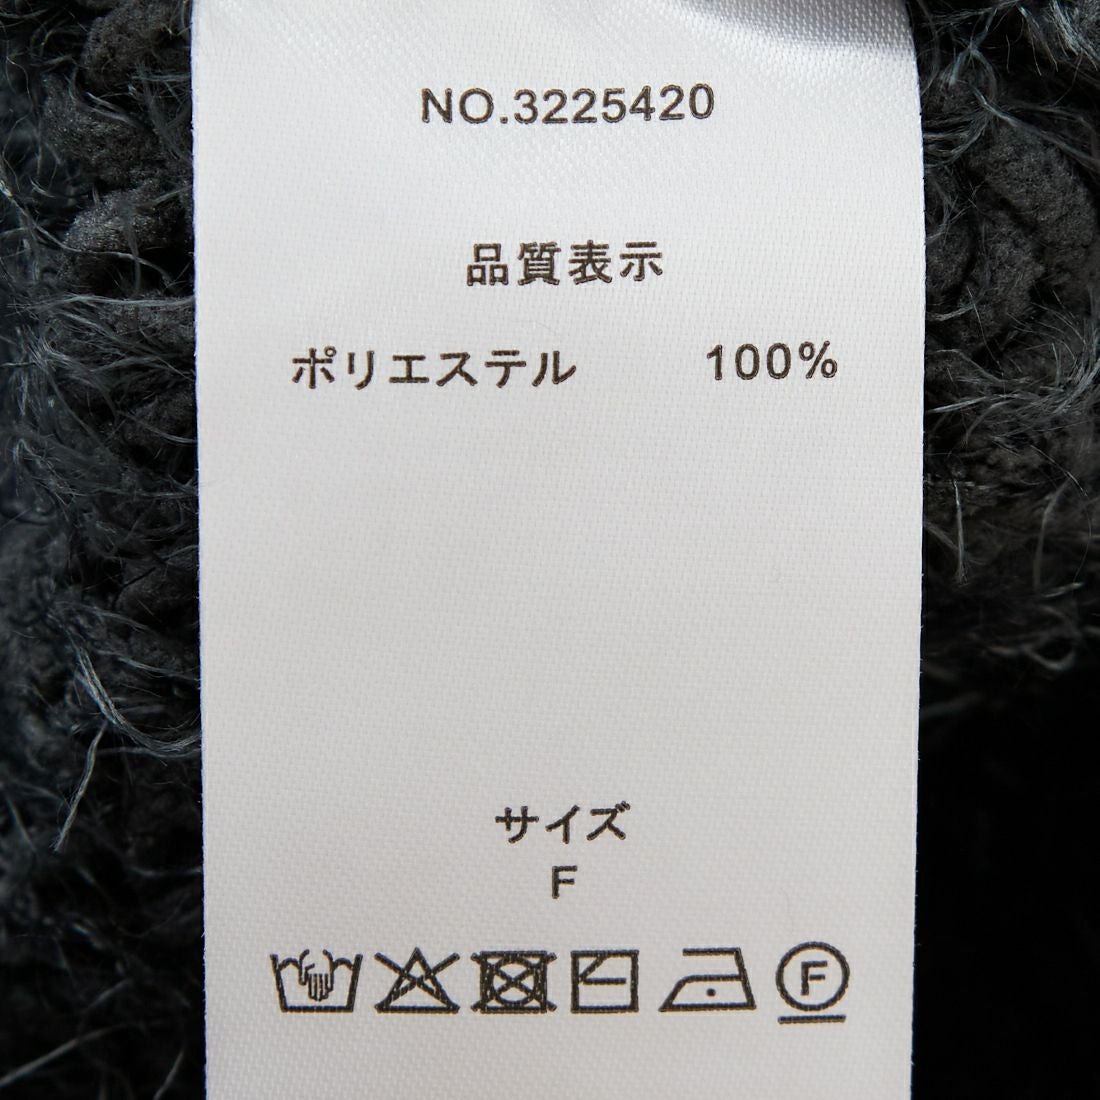 NO.3225420
品質表示
ポリエステル 100%
サイズ
F
F